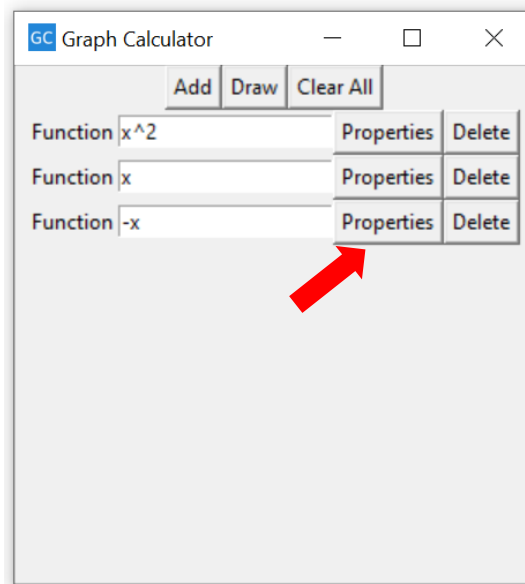 GC Graph Calculator
Add Draw Clear All
Function x^2 Properties Delete
Function x Properties Delete
Function -x Properties Delete